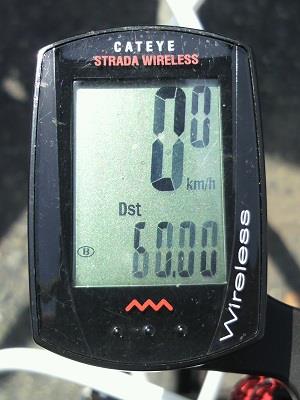 CATEYE
STRADA WIRELESS
0.0
km/h
Dst
B
60.00
Wireless